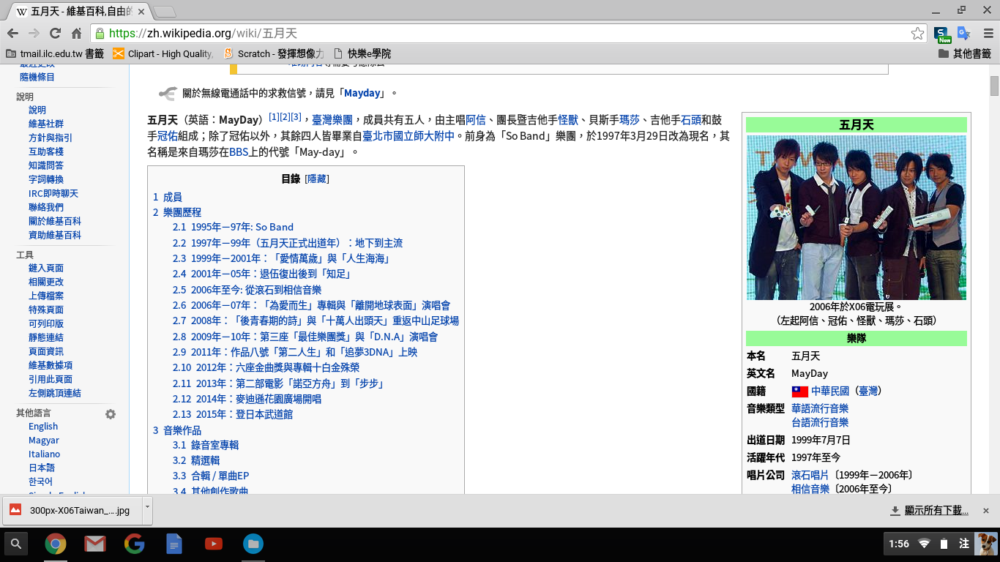 五月天 - 維基百科,自由的
https://zh.wikipedia.org/wiki/五月天
New
tmail.ilc.edu.tw 書籤
Clipart - High Quality,
Scratch - 發揮想像力
快樂e學院
其他書籤
最近更改
隨機條目
說明
說明
維基社群
方針與指引
互助客棧
知識問答
字詞轉換
IRC即時聊天
聯絡我們
關於維基百科
資助維基百科
工具
鏈入頁面
相關更改
上傳檔案
特殊頁面
可列印版
靜態連結
頁面資訊
維基數據項
引用此頁面
左側跳頂連結
其他語言
English
Magyar
Italiano
日本語
한국어
關於無線電通話中的求救信號，請見「Mayday」。
五月天（英語：MayDay）[1][2][3]，臺灣樂團，成員共有五人，由主唱阿信、團長暨吉他手怪獸、貝斯手瑪莎、吉他手石頭和鼓
手冠佑組成；除了冠佑以外，其餘四人皆畢業自臺北市國立師大附中。前身為「So Band」樂團，於1997年3月29日改為現名，其
名稱是來自瑪莎在BBS上的代號「May-day」。
目錄 [隱藏]
1 成員
2 樂團歷程
2.1 1995年－97年: So Band
2.2 1997年－99年（五月天正式出道年）：地下到主流
2.3 1999年－2001年：「愛情萬歲」與「人生海海」
2.4 2001年－05年：退伍復出後到「知足」
2.5 2006年至今: 從滾石到相信音樂
2.6 2006年－07年：「為愛而生」專輯與「離開地球表面」演唱會
2.7 2008年：「後青春期的詩」與「十萬人出頭天」重返中山足球場
2.8 2009年－10年：第三座「最佳樂團獎」與「D.N.A」演唱會
2.9 2011年：作品八號「第二人生」和「追夢3DNA」上映
2.10 2012年：六座金曲獎與專輯十白金殊榮
2.11 2013年：第二部電影「諾亞方舟」到「步步」
2.12 2014年：麥迪遜花園廣場開唱
2.13 2015年：登日本武道館
3 音樂作品
3.1 錄音室專輯
3.2 精選輯
3.3 合輯 / 單曲EP
3.4 其他創作歌曲
五月天
2006年於X06電玩展。
（左起阿信、冠佑、怪獸、瑪莎、石頭）
樂隊
本名 五月天
英文名 MayDay
國籍 中華民國（臺灣）
音樂類型 華語流行音樂
台語流行音樂
出道日期 1999年7月7日
活躍年代 1997年至今
唱片公司 滾石唱片〔1999年－2006年〕
相信音樂〔2006年至今〕
300px-X06Taiwan_....jpg
顯示所有下載...
1:56
注